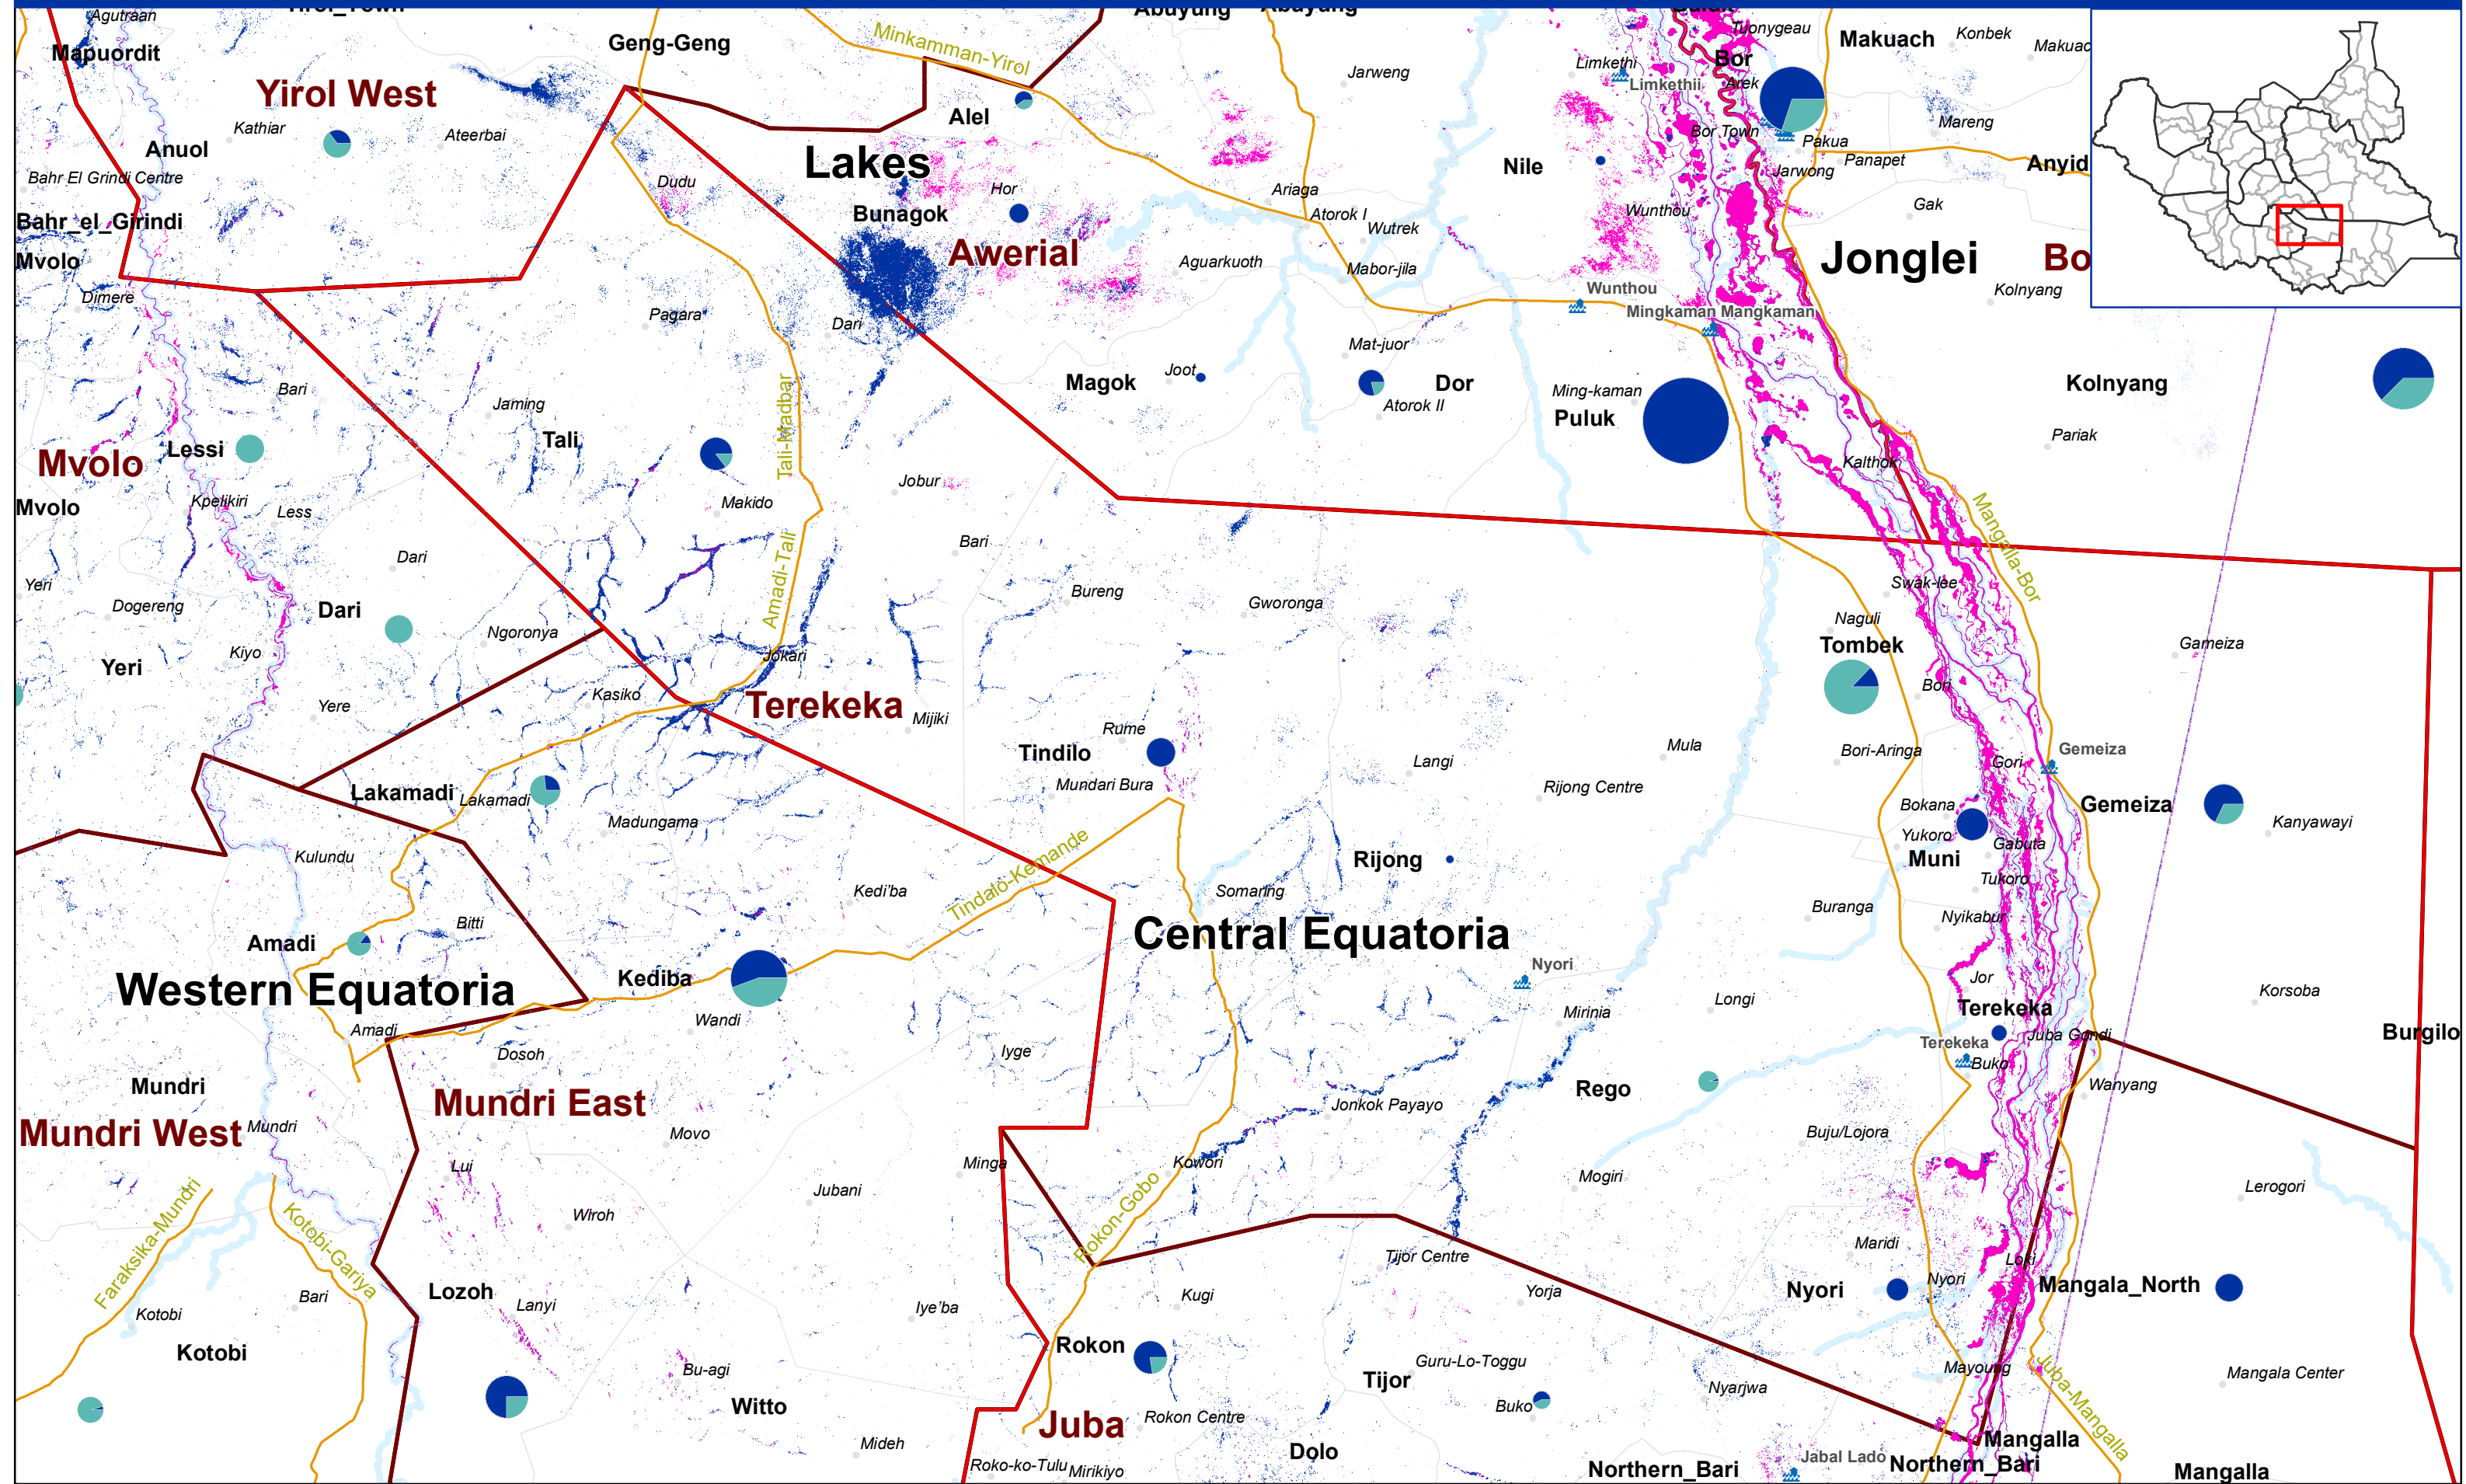 Agutraan
Abuyung
Abuyung
Tuonygeau
Mapuordit
Geng-Geng
Minkamman-Yirol
Makuach
Konbek
Makuac
Bor
Limkethi
Limkethii
Arek
Jarweng
Yirol West
Kathiar
Ateerbai
Alel
Bor Town
Mareng
Pakua
Panapet
Anuol
Lakes
Nile
Jarwong
Anyid
Bahr El Grindi Centre
Dudu
Hor
Ariaga
Gak
Bahr_el_Girindi
Bunagok
Atorok I
Wutrek
Wunthou
Mvolo
Awerial
Aguarkuoth
Mabor-jila
Jonglei
Bo
Dimere
Wunthou
Kolnyang
Pagara
Dari
Mingkaman Mangkaman
Mat-juor
Joot
Magok
Dor
Ming-kaman
Kolnyang
Bari
Jaming
Atorok II
Puluk
Tali-Madbar
Tali
Lessi
Pariak
Mvolo
Kalthok
Jobur
Kpelikiri
Less
Makido
Mvolo
Mangalla-Bor
Dari
Bari
Amadi-Tali
Yeri
Bureng
Gworonga
Swak-lee
Dogereng
Dari
Naguli
Ngoronya
Tombek
Gameiza
Kiyo
Yeri
Jokari
Kasiko
Bori
Yere
Terekeka
Mijiki
Rume
Tindilo
Mula
Bori-Aringa
Gemeiza
Langi
Gori
Mundari Bura
Rijong Centre
Lakamadi
Lakamadi
Bokana
Gemeiza
Madungama
Yukoro
Kanyawayi
Gabuta
Kulundu
Tindalo-Kemande
Rijong
Muni
Kedi'ba
Somaring
Tukoro
Buranga
Nyikabur
Bitti
Amadi
Central Equatoria
Nyori
Western Equatoria
Kediba
Jor
Korsoba
Longi
Terekeka
Wandi
Mirinia
Amadi
Juba Gondi
Burgilo
Terekeka
Dosoh
Iyge
Buko
Mundri
Rego
Wanyang
Mundri East
Jonkok Payayo
Mundri West
Mundri
Movo
Buju/Lojora
Lui
Minga
Kowori
Mogiri
Jubani
Lerogori
Wiroh
Faraksika-Mundri
Kotobi-Gariya
Rokon-Gobo
Maridi
Tijor Centre
Loki
Nyori
Mangala_North
Lozoh
Bari
Kugi
Yorja
Nyori
Lanyi
Iye'ba
Kotobi
Rokon
Kotobi
Guru-Lo-Toggu
Mayoung
Bu-agi
Tijor
Nyarjwa
Juba-Mangalla
Mangala Center
Witto
Buko
Juba
Rokon Centre
Mideh
Dolo
Mangalla
Roko-ko-Tulu
Mirikiyo
Northern_Bari
Jabal Lado
Northern_Bari
Mangalla